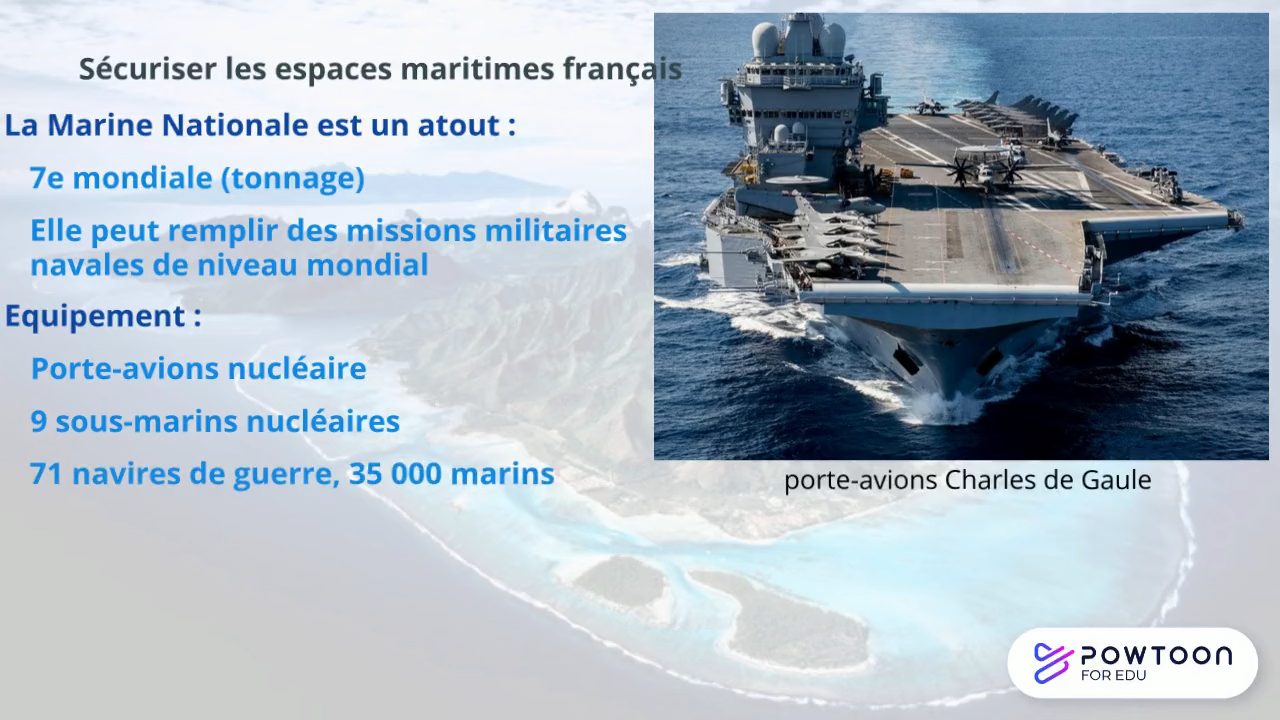 Sécuriser les espaces maritimes français
La Marine Nationale est un atout :
7e mondiale (tonnage)
Elle peut remplir des missions militaires
navales de niveau mondial
Equipement :
Porte-avions nucléaire
9 sous-marins nucléaires
71 navires de guerre, 35 000 marins
porte-avions Charles de Gaule
POWTOON
FOR EDU